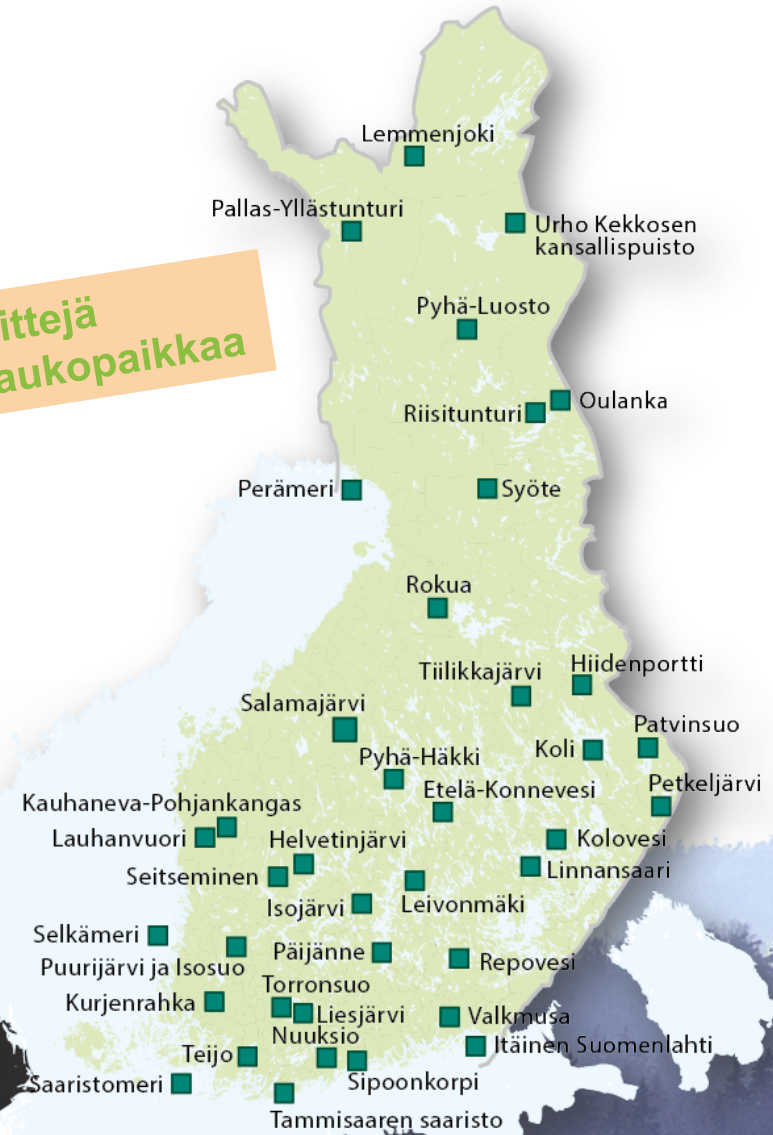 Lemmenjoki
Pallas-Yllästunturi
Urho Kekkosen
kansallispuisto
Pyhä-Luosto
Oulanka
Riisitunturi
Perämeri
Syöte
Rokua
Tiilikkajärvi
Hiidenportti
Salamajärvi
Patvinsuo
Koli
Pyhä-Häkki
Petkeljärvi
Etelä-Konnevesi
Kauhaneva-Pohjankangas
Lauhanvuori
Helvetinjärvi
Kolovesi
Seitseminen
Linnansaari
Isojärvi
Leivonmäki
Selkämeri
Puurijärvi ja Isosuo
Päijänne
Repovesi
Torronsuo
Kurjenrahka
Liesjärvi
Valkmusa
Nuuksio
Itäinen Suomenlahti
Teijo
Saaristomeri
Sipoonkorpi
Tammisaaren saaristo